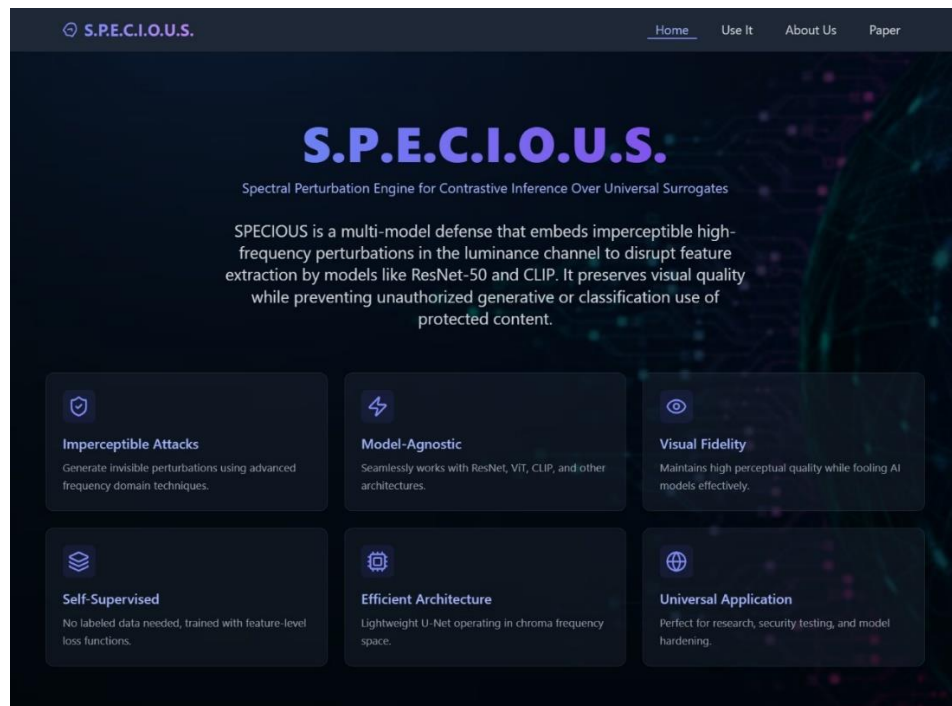 S.P.E.C.I.O.U.S.
Home
Use It
About Us
Paper
S.P.E.C.I.O.U.S.
Spectral Perturbation Engine for Contrastive Inference Over Universal Surrogates
SPECIOUS is a multi-model defense that embeds imperceptible high-
frequency perturbations in the luminance channel to disrupt feature
extraction by models like ResNet-50 and CLIP. It preserves visual quality
while preventing unauthorized generative or classification use of
protected content.
Imperceptible Attacks
Generate invisible perturbations using advanced
frequency domain techniques.
Model-Agnostic
Seamlessly works with ResNet, ViT, CLIP, and other
architectures.
Visual Fidelity
Maintains high perceptual quality while fooling AI
models effectively.
Self-Supervised
No labeled data needed, trained with feature-level
loss functions.
Efficient Architecture
Lightweight U-Net operating in chroma frequency
space.
Universal Application
Perfect for research, security testing, and model
hardening.